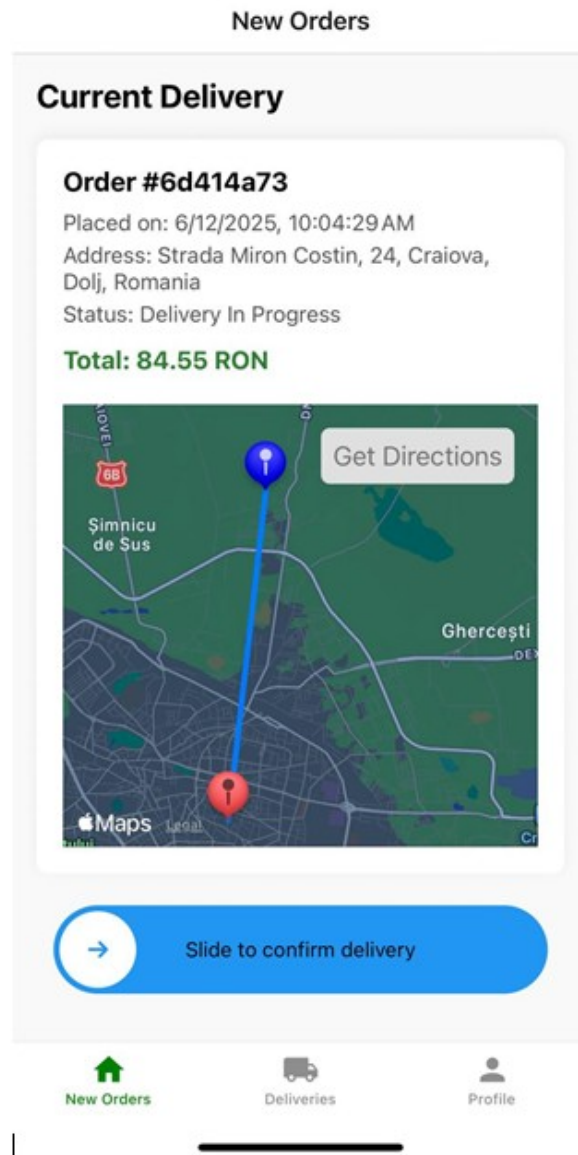 New Orders
Current Delivery
Order #6d414a73
Placed on: 6/12/2025, 10:04:29 AM
Address: Strada Miron Costin, 24, Craiova,
Dolj, Romania
Status: Delivery In Progress
Total: 84.55 RON
Get Directions
6B
Șimnicu
de Sus
Ghercești
Maps
Legal
Slide to confirm delivery
New Orders
Deliveries
Profile